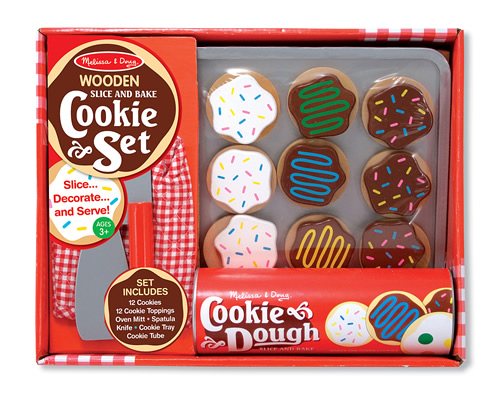 Melissa & Doug
WOODEN
SLICE AND BAKE
Cookie
& Set
Slice...
Decorate...
and Serve!
AGES
3+
SET
INCLUDES
12 Cookies
12 Cookie Toppings
Oven Mitt • Spatula
Knife • Cookie Tray
Cookie Tube
Melissa & Doug
Cookie
Dough
SLICE AND BAKE